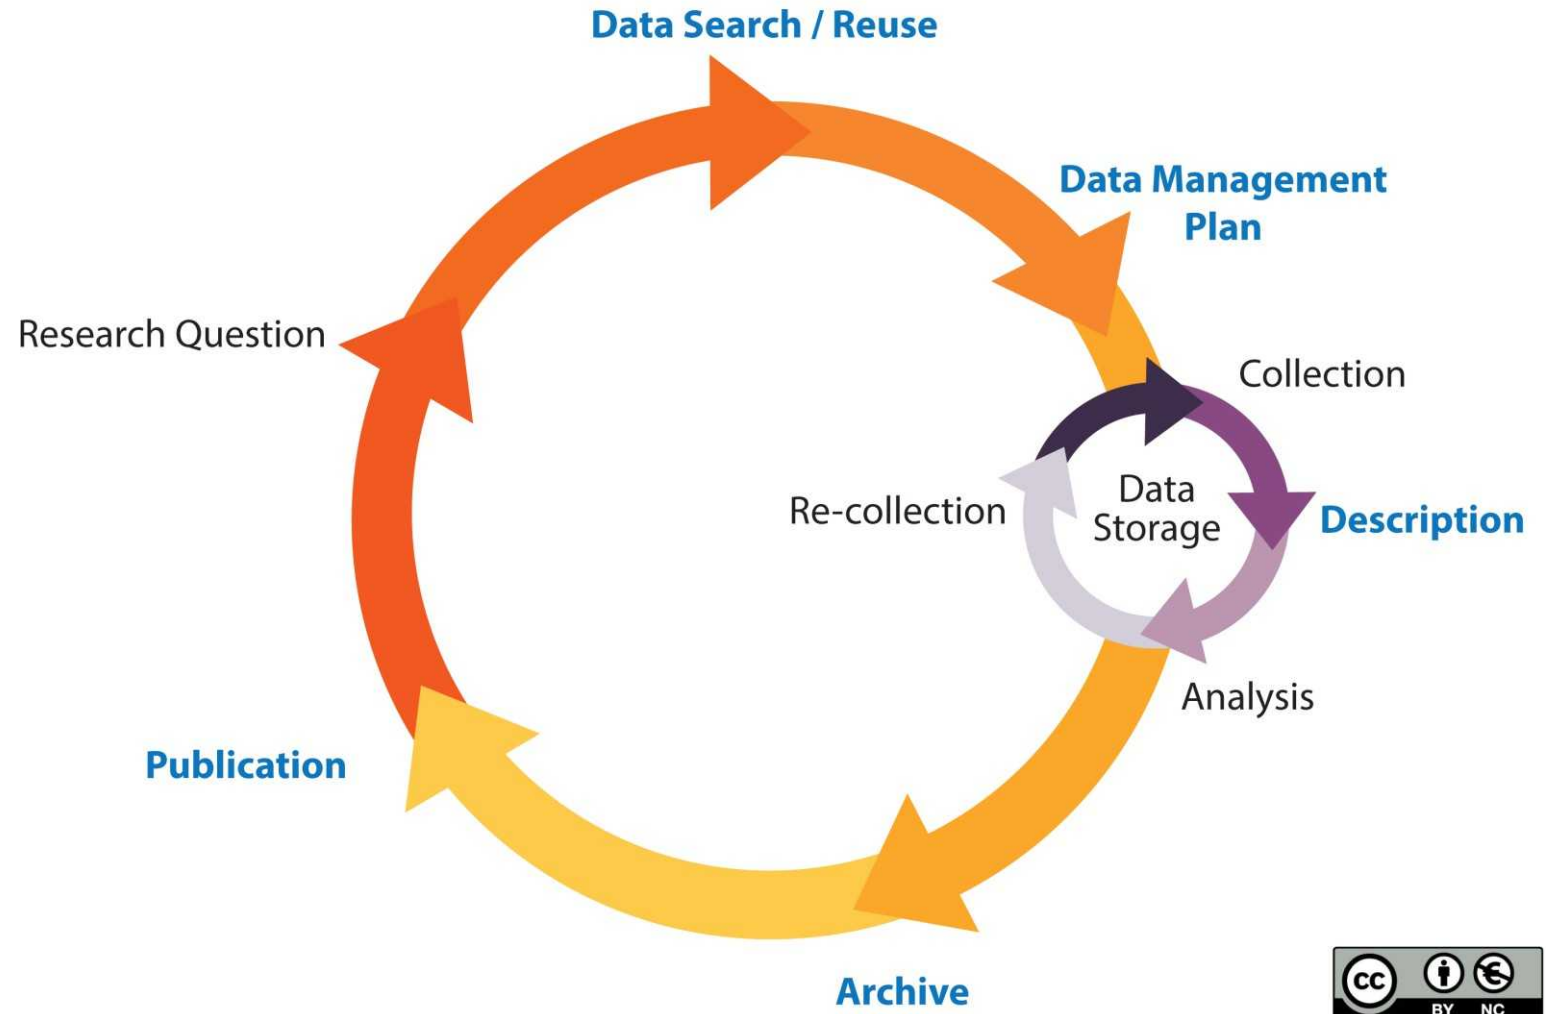 Data Search / Reuse
Data Management
Plan
Research Question
Collection
Data
Storage
Re-collection
Description
Analysis
Publication
Archive
cc
BY NC